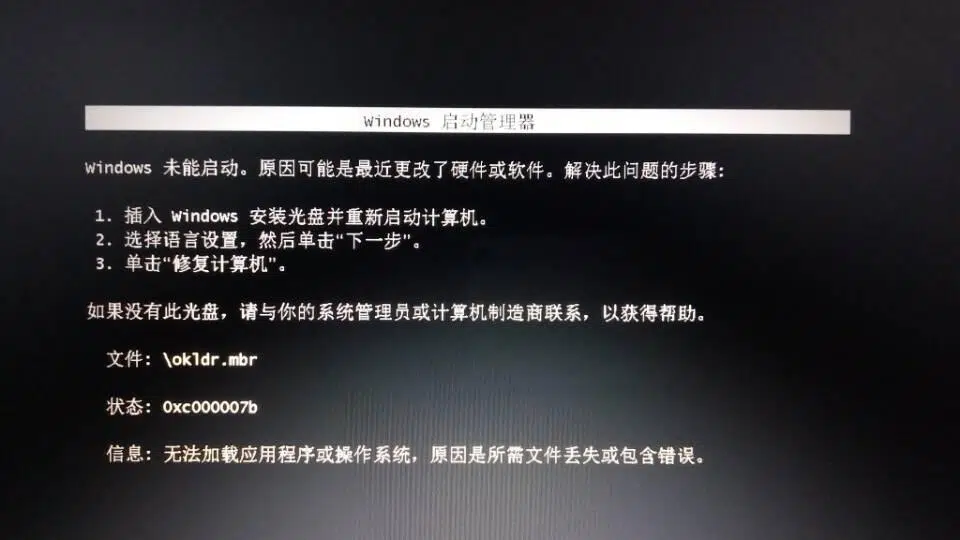 Windows 启动管理器
Windows 未能启动。原因可能是最近更改了硬件或软件。解决此问题的步骤:
1. 插入 Windows 安装光盘并重新启动计算机。
2. 选择语言设置，然后单击“下一步”。
3. 单击“修复计算机”。
如果没有此光盘，请与你的系统管理员或计算机制造商联系，以获得帮助。
文件: \okldr.mbr
状态: 0xc000007b
信息: 无法加载应用程序或操作系统，原因是所需文件丢失或包含错误。